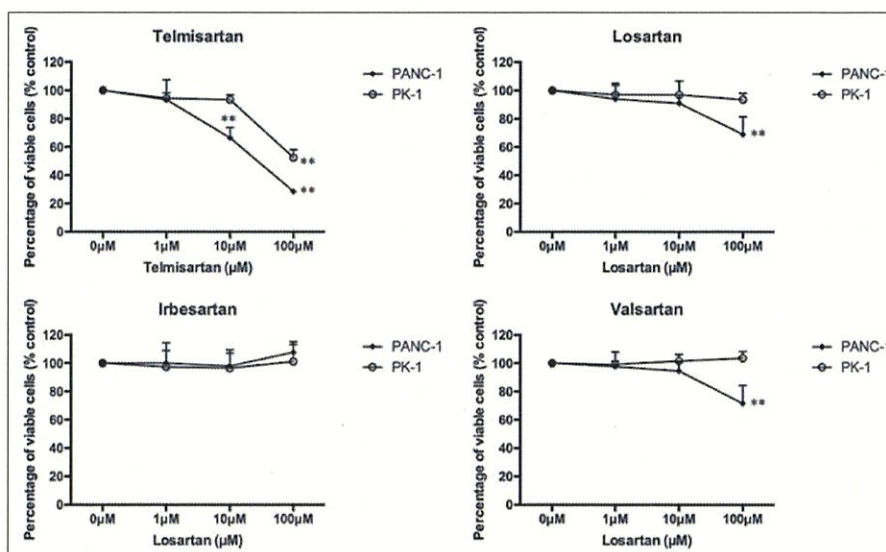 Telmisartan
Percentage of viable cells (% control)
120
100
80
60
40
20
0
**
**
**
0µM
1µM
10µM
100µM
Telmisartan (µM)
PANC-1
PK-1
Losartan
Percentage of viable cells (% control)
120
100
80
60
40
20
0
**
0µM
1µM
10µM
100µM
Losartan (µM)
PANC-1
PK-1
Irbesartan
Percentage of viable cells (% control)
120
100
80
60
40
20
0
0µM
1µM
10µM
100µM
Losartan (µM)
PANC-1
PK-1
Valsartan
Percentage of viable cells (% control)
120
100
80
60
40
20
0
**
0µM
1µM
10µM
100µM
Losartan (µM)
PANC-1
PK-1